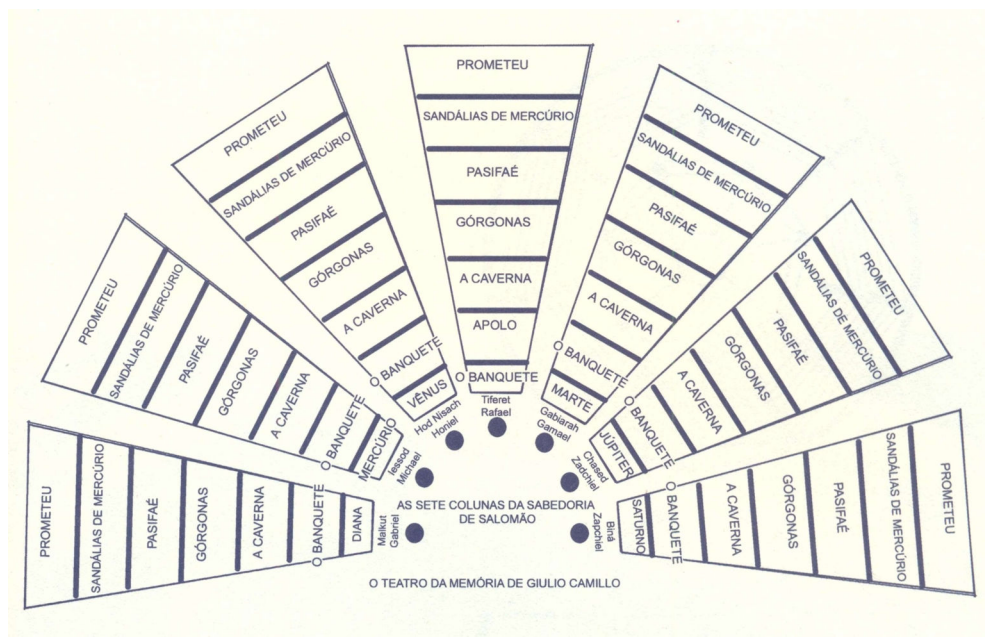 PROMETEU
SANDÁLIAS DE MERCÚRIO
PASIFAÉ
GÓRGONAS
A CAVERNA
O BANQUETE
DIANA
Malkut
Gabriel
PROMETEU
SANDÁLIAS DE MERCÚRIO
PASIFAÉ
GÓRGONAS
A CAVERNA
O BANQUETE
MERCÚRIO
Iessod
Michael
PROMETEU
SANDÁLIAS DE MERCÚRIO
PASIFAÉ
GÓRGONAS
A CAVERNA
O BANQUETE
VÊNUS
Hod Nisach
Honiel
PROMETEU
SANDÁLIAS DE MERCÚRIO
PASIFAÉ
GÓRGONAS
A CAVERNA
APOLO
O BANQUETE
Tiferet
Rafael
PROMETEU
SANDÁLIAS DE MERCÚRIO
PASIFAÉ
GÓRGONAS
A CAVERNA
O BANQUETE
MARTE
Gabiarah
Gamael
PROMETEU
SANDÁLIAS DE MERCÚRIO
PASIFAÉ
GÓRGONAS
A CAVERNA
O BANQUETE
JÚPITER
Chased
Zadchiel
PROMETEU
SANDÁLIAS DE MERCÚRIO
PASIFAÉ
GÓRGONAS
A CAVERNA
O BANQUETE
SATURNO
Biná
Zapchiel
AS SETE COLUNAS DA SABEDORIA
DE SALOMÃO
O TEATRO DA MEMÓRIA DE GIULIO CAMILLO